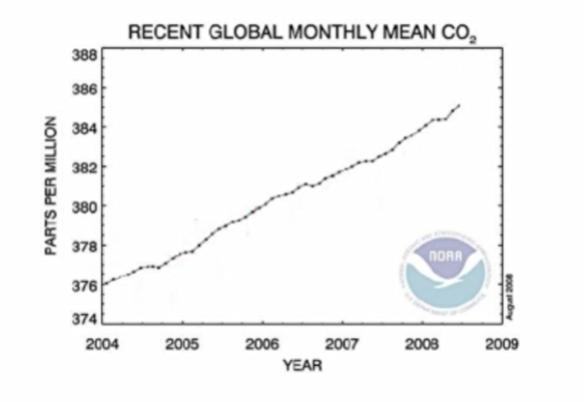 RECENT GLOBAL MONTHLY MEAN CO₂
388
386
384
382
380
378
376
374
PARTS PER MILLION
2004 2005 2006 2007 2008 2009
YEAR
NOAA
August 2008